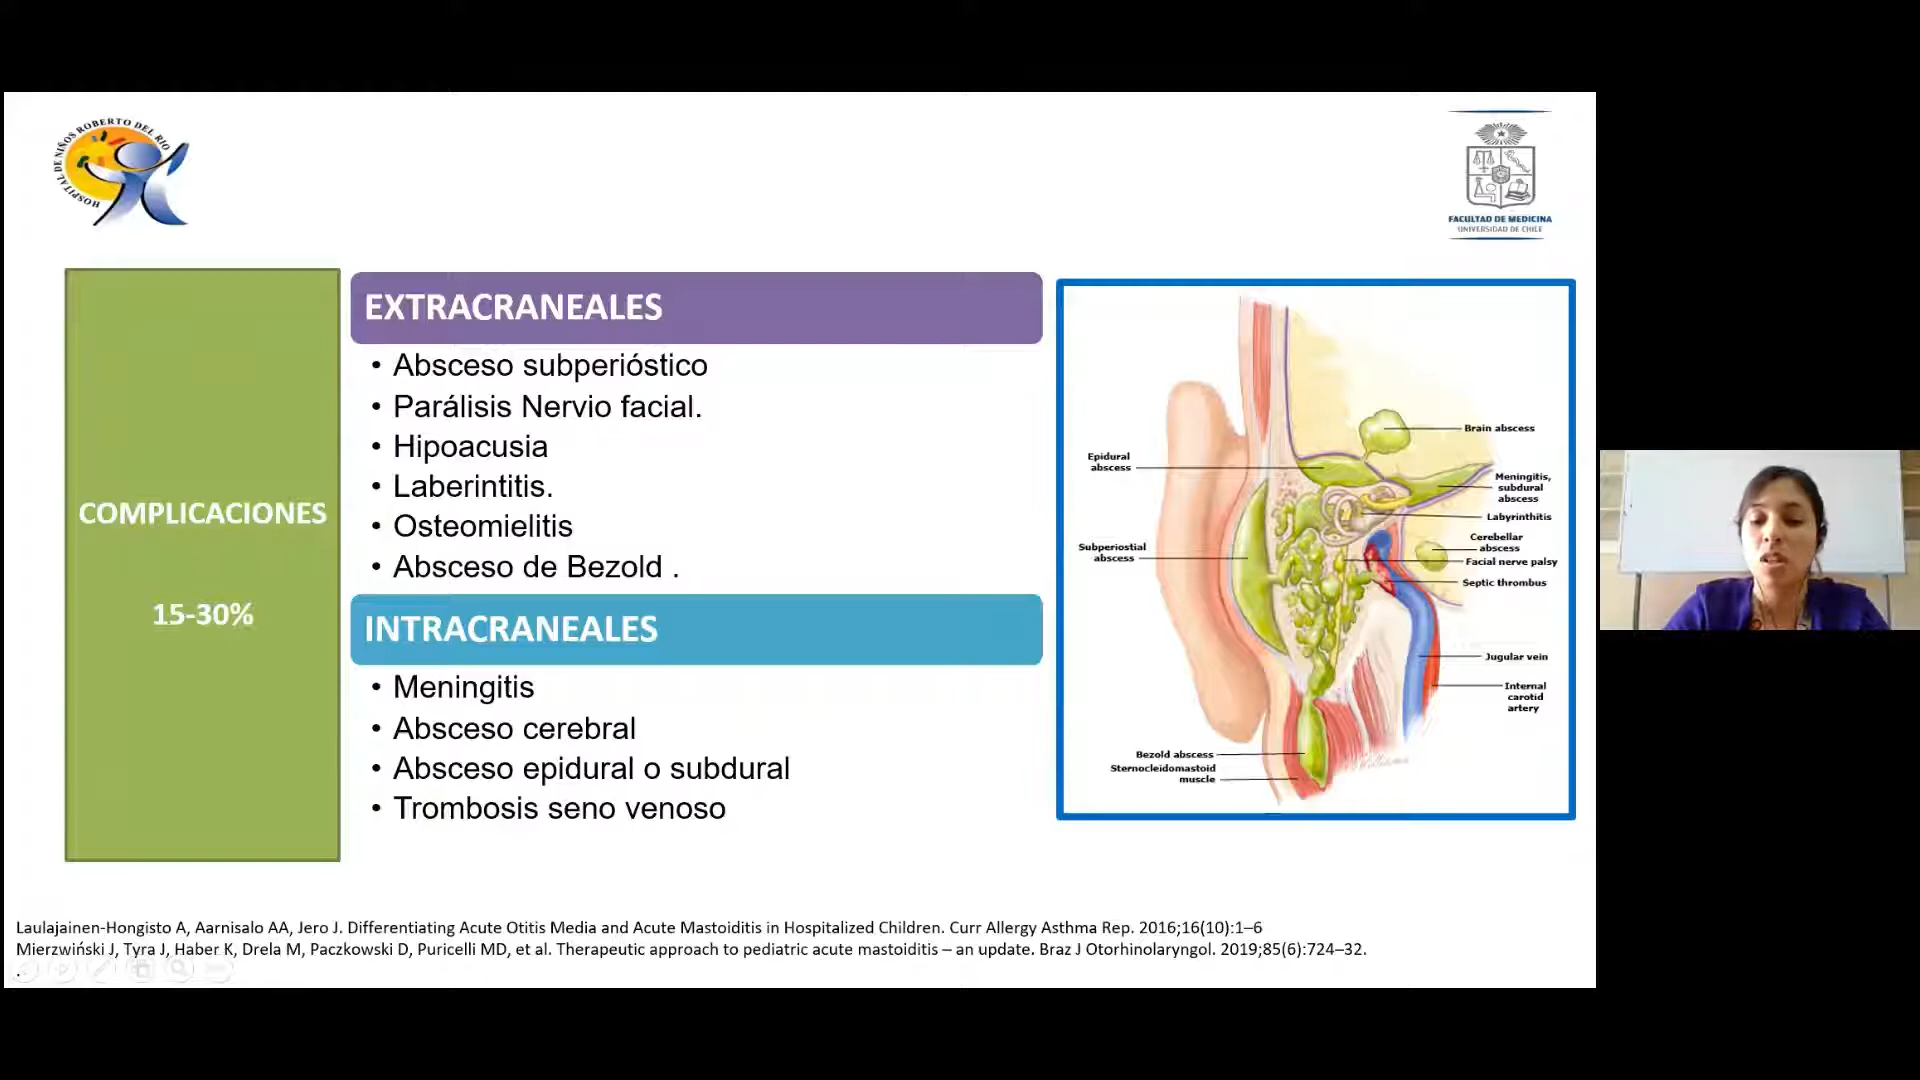 HOSPITAL DE NIÑOS ROBERTO DEL RIO
FACULTAD DE MEDICINA
UNIVERSIDAD DE CHILE
COMPLICACIONES
15-30%
EXTRACRANEALES
• Absceso subperióstico
• Parálisis Nervio facial.
• Hipoacusia
• Laberintitis.
• Osteomielitis
• Absceso de Bezold .
INTRACRANEALES
• Meningitis
• Absceso cerebral
• Absceso epidural o subdural
• Trombosis seno venoso
Brain abscess
Epidural
abscess
Meningitis,
subdural
abscess
Labyrinthitis
Cerebellar
abscess
Subperiostial
abscess
Facial nerve palsy
Septic thrombus
Jugular vein
Internal
carotid
artery
Bezold abscess
Sternocleidomastoid
muscle
Laulajainen-Hongisto A, Aarnisalo AA, Jero J. Differentiating Acute Otitis Media and Acute Mastoiditis in Hospitalized Children. Curr Allergy Asthma Rep. 2016;16(10):1–6
Mierzwiński J, Tyra J, Haber K, Drela M, Paczkowski D, Puricelli MD, et al. Therapeutic approach to pediatric acute mastoiditis – an update. Braz J Otorhinolaryngol. 2019;85(6):724–32.
.